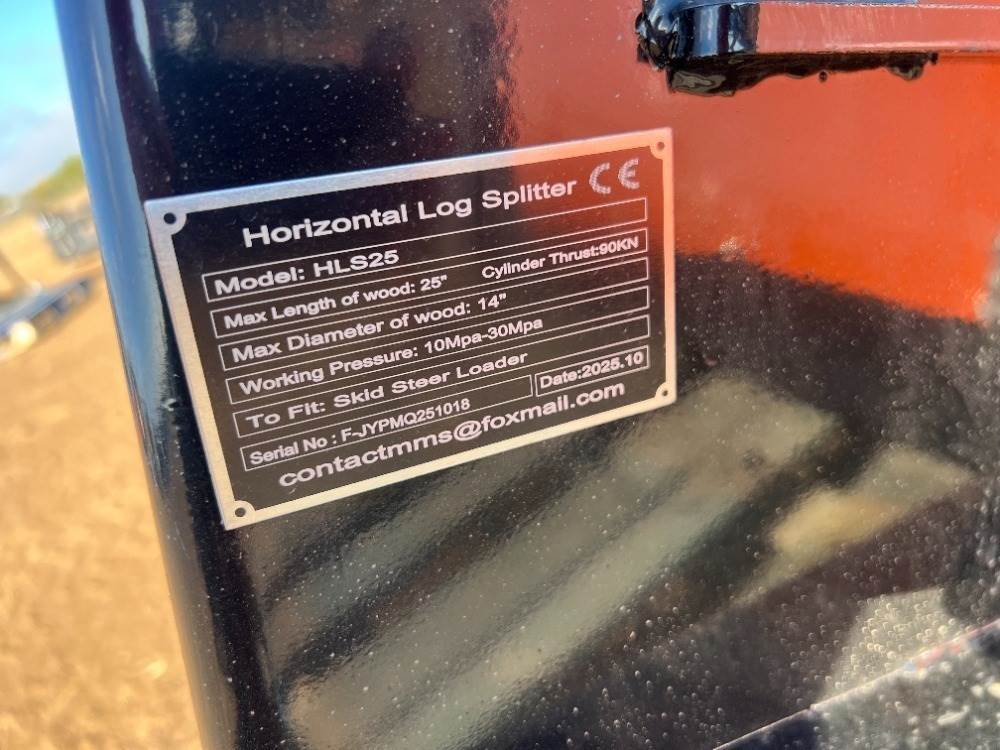 Horizontal Log Splitter CE
Model: HLS25
Max Length of wood: 25" Cylinder Thrust:90KN
Max Diameter of wood: 14"
Working Pressure: 10Mpa-30Mpa
To Fit: Skid Steer Loader
Serial No : F-JYPMQ251018 Date:2025.10
contactmms@foxmail.com